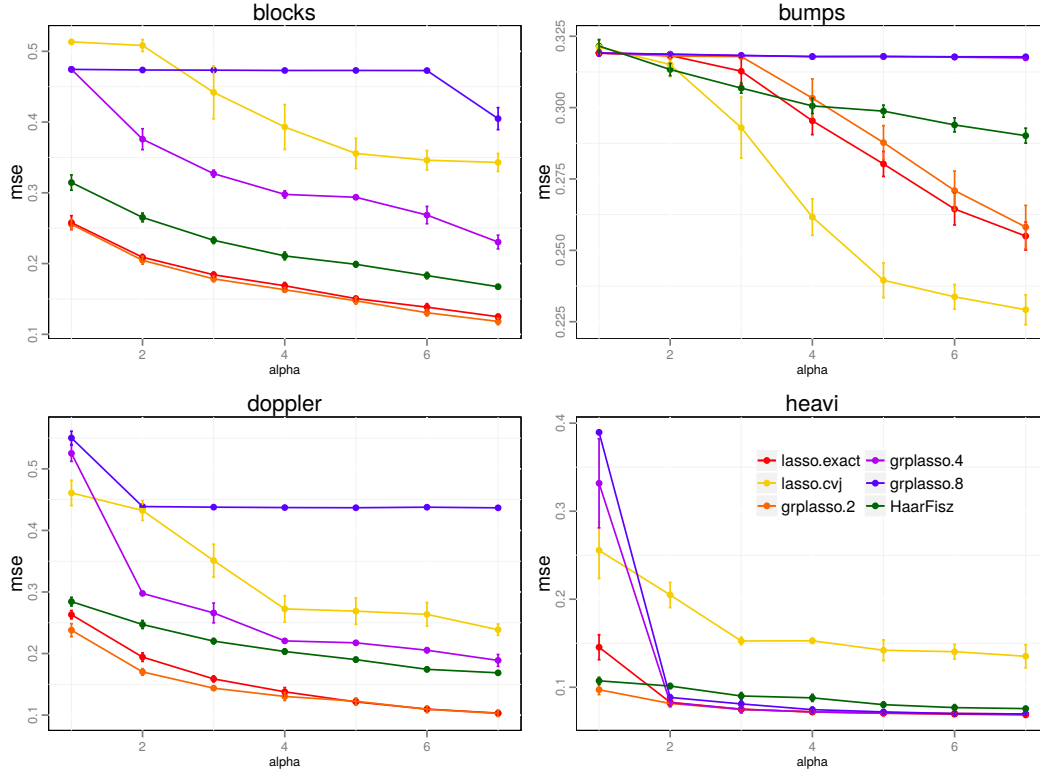 blocks
mse
0.5
0.4
0.3
0.2
0.1
2
4
6
alpha
bumps
mse
0.325
0.300
0.275
0.250
0.225
2
4
6
alpha
doppler
mse
0.5
0.4
0.3
0.2
0.1
2
4
6
alpha
heavi
mse
0.4
0.3
0.2
0.1
lasso.exact
lasso.cvj
grplasso.2
grplasso.4
grplasso.8
HaarFisz
2
4
6
alpha